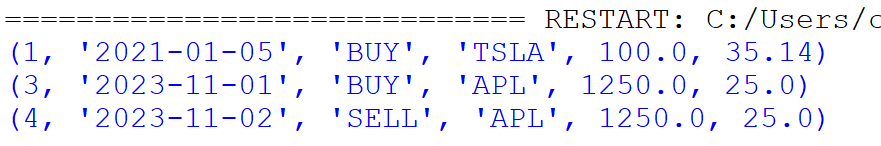 ============================== RESTART: C:/Users/c
(1, '2021-01-05', 'BUY', 'TSLA', 100.0, 35.14)
(3, '2023-11-01', 'BUY', 'APL', 1250.0, 25.0)
(4, '2023-11-02', 'SELL', 'APL', 1250.0, 25.0)